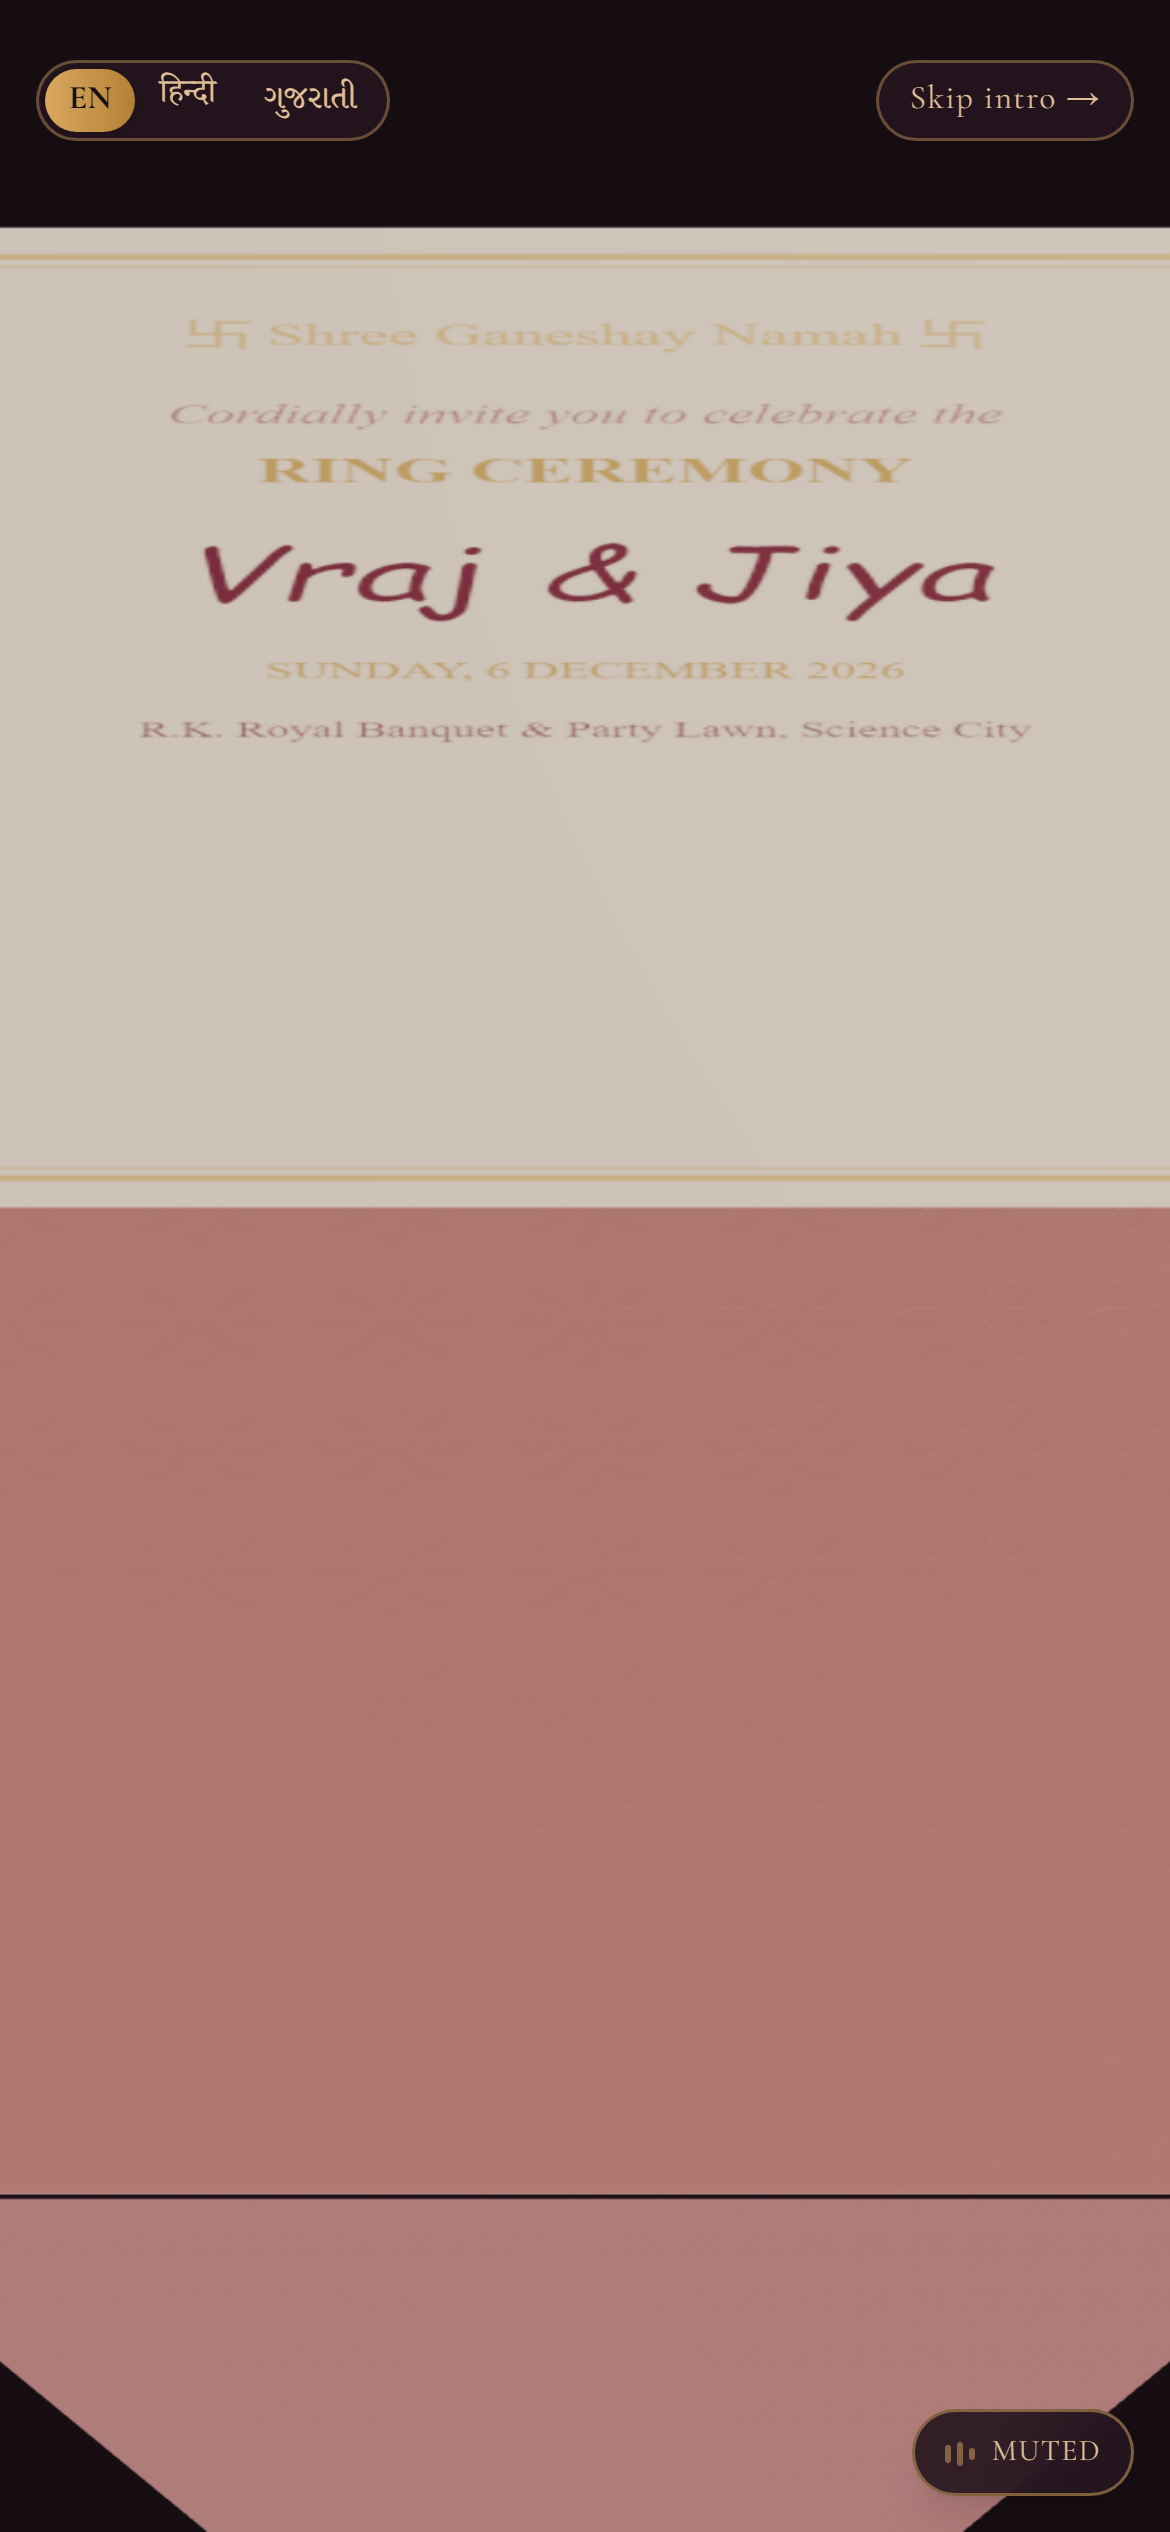 EN हिन्दी ગુજરાતી
Skip intro →
卐 Shree Ganeshay Namah 卐
Cordially invite you to celebrate the
RING CEREMONY
Vraj & Jiya
SUNDAY, 6 DECEMBER 2026
R.K. Royal Banquet & Party Lawn, Science City
MUTED